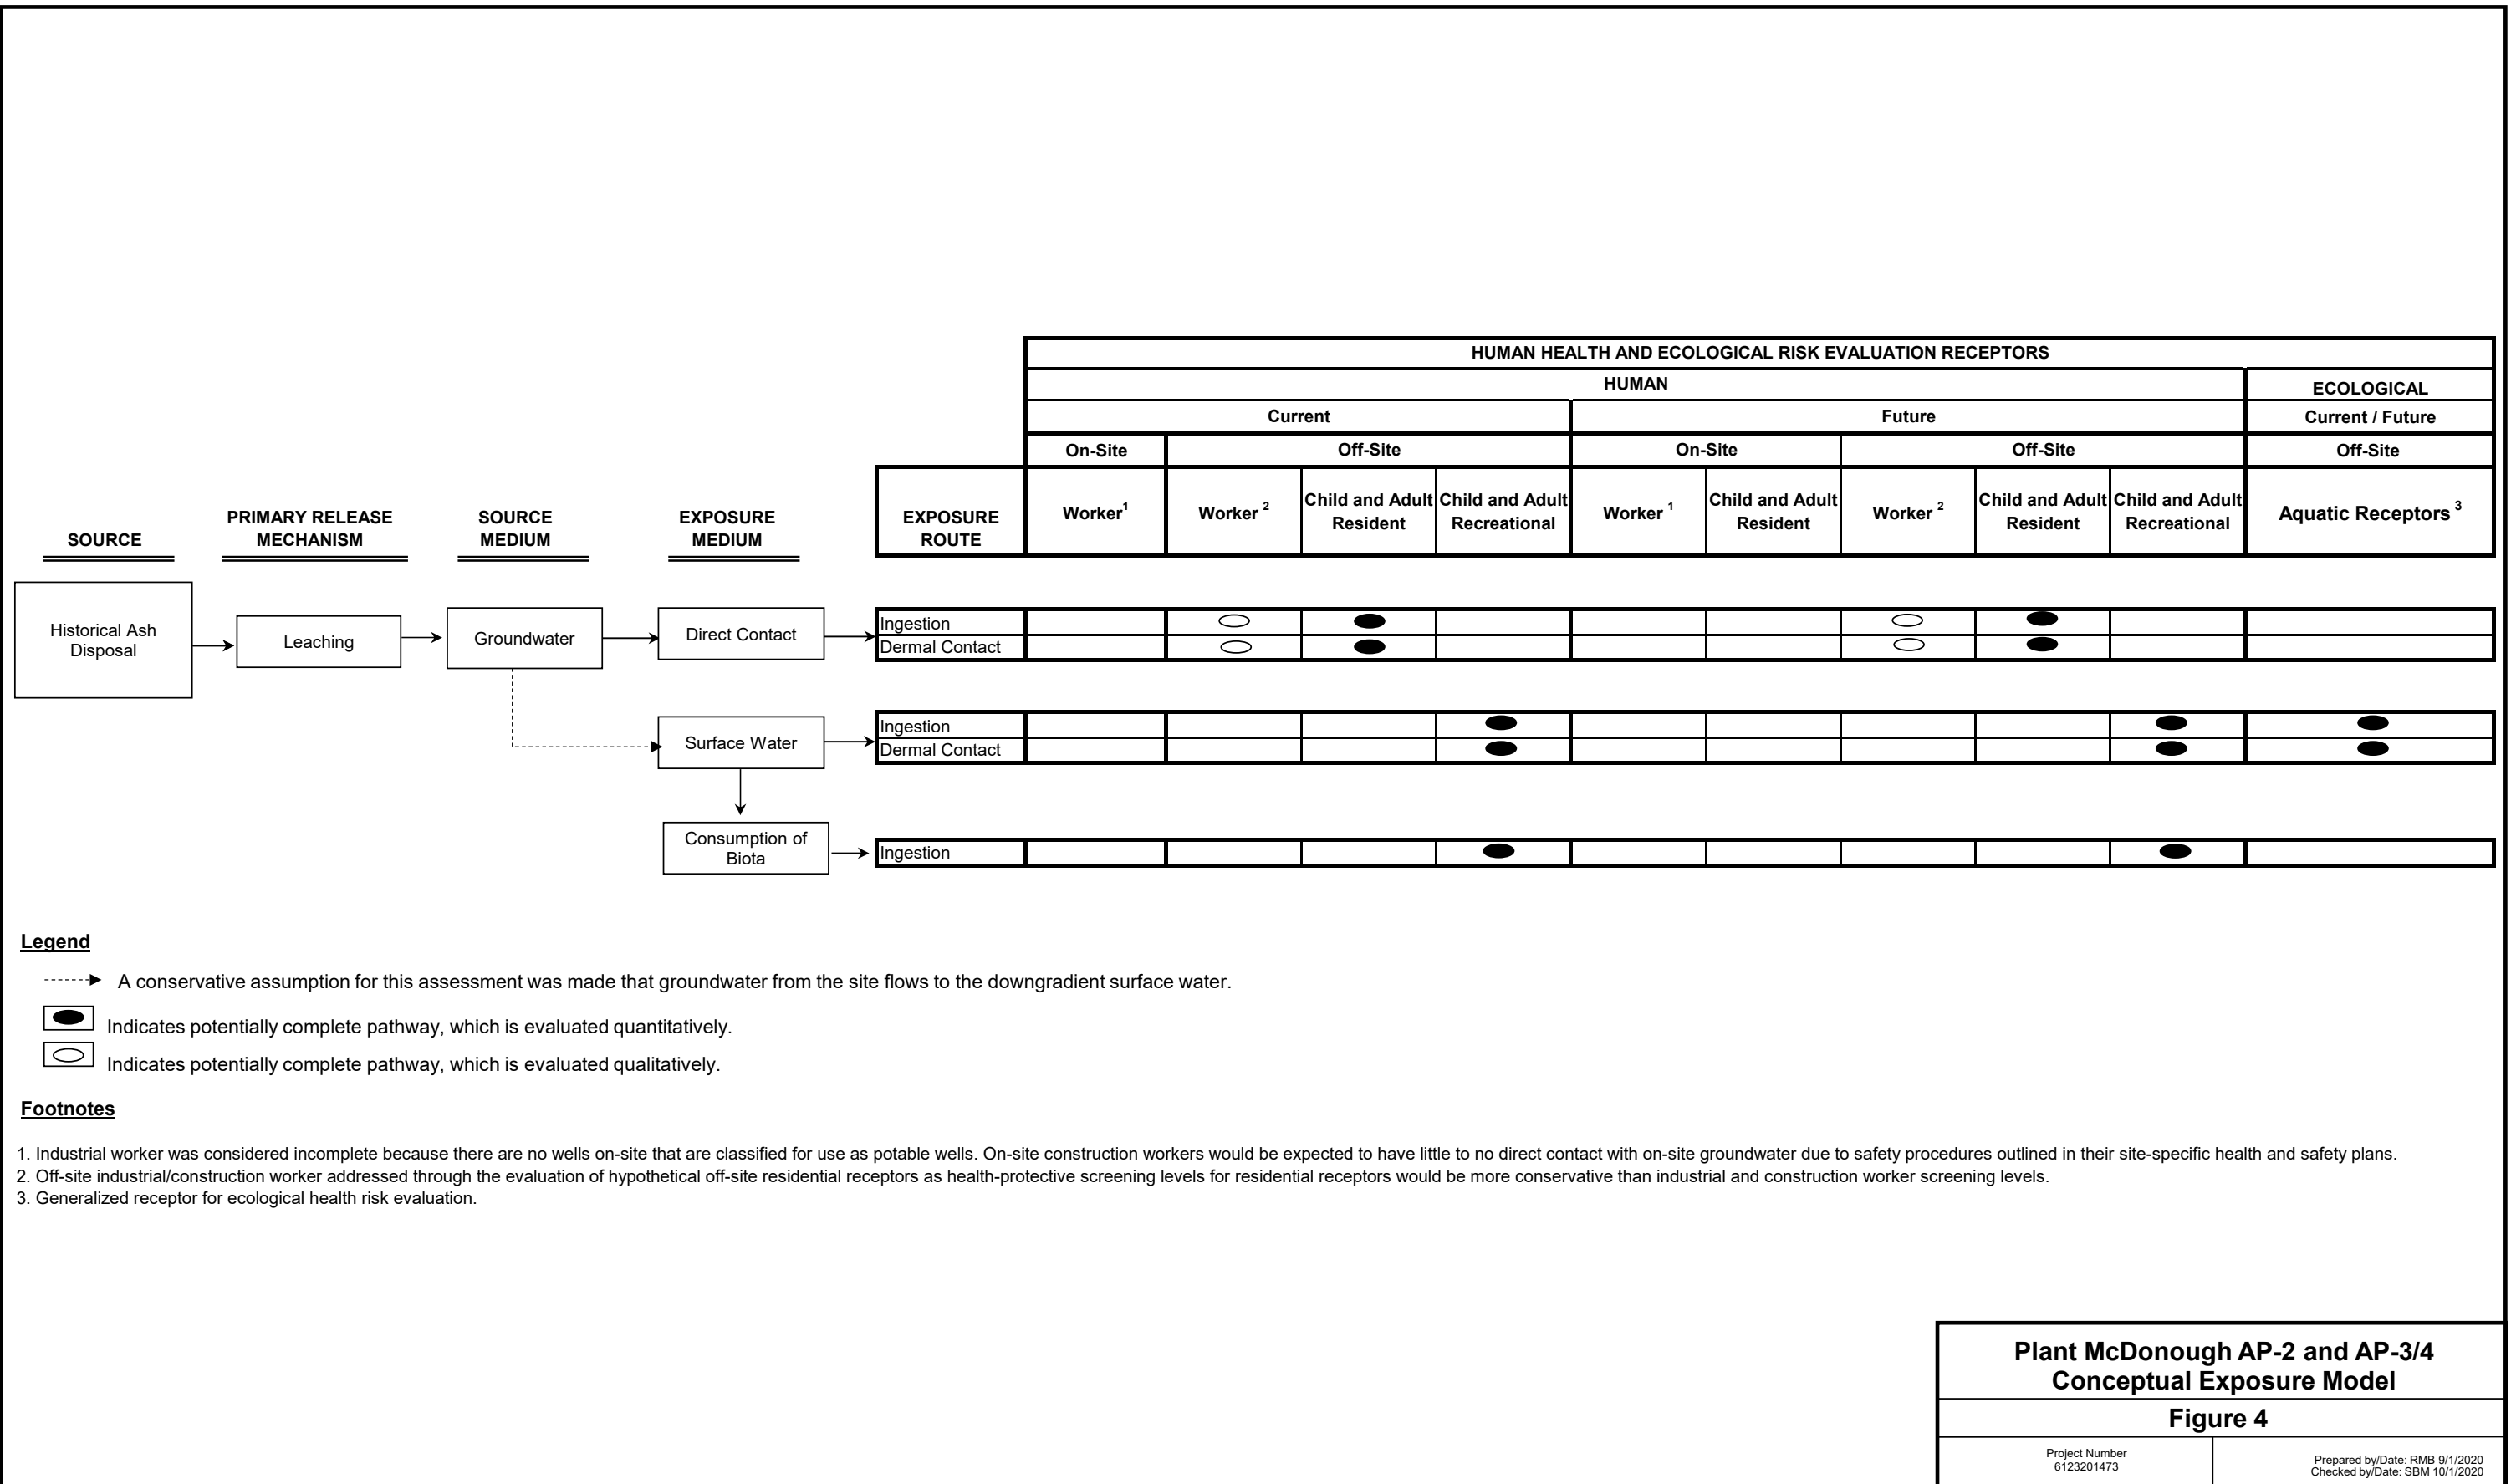 HUMAN HEALTH AND ECOLOGICAL RISK EVALUATION RECEPTORS
HUMAN
ECOLOGICAL
Current
Future
Current / Future
On-Site
Off-Site
On-Site
Off-Site
Off-Site
SOURCE
PRIMARY RELEASE
MECHANISM
SOURCE
MEDIUM
EXPOSURE
MEDIUM
EXPOSURE
ROUTE
Worker1
Worker 2
Child and Adult
Resident
Child and Adult
Recreational
Worker 1
Child and Adult
Resident
Worker 2
Child and Adult
Resident
Child and Adult
Recreational
Aquatic Receptors 3
Historical Ash
Disposal
Leaching
Groundwater
Direct Contact
Ingestion
Dermal Contact
Surface Water
Ingestion
Dermal Contact
Consumption of
Biota
Ingestion
Legend
A conservative assumption for this assessment was made that groundwater from the site flows to the downgradient surface water.
Indicates potentially complete pathway, which is evaluated quantitatively.
Indicates potentially complete pathway, which is evaluated qualitatively.
Footnotes
1. Industrial worker was considered incomplete because there are no wells on-site that are classified for use as potable wells. On-site construction workers would be expected to have little to no direct contact with on-site groundwater due to safety procedures outlined in their site-specific health and safety plans.
2. Off-site industrial/construction worker addressed through the evaluation of hypothetical off-site residential receptors as health-protective screening levels for residential receptors would be more conservative than industrial and construction worker screening levels.
3. Generalized receptor for ecological health risk evaluation.
Plant McDonough AP-2 and AP-3/4
Conceptual Exposure Model
Figure 4
Project Number
6123201473
Prepared by/Date: RMB 9/1/2020
Checked by/Date: SBM 10/1/2020